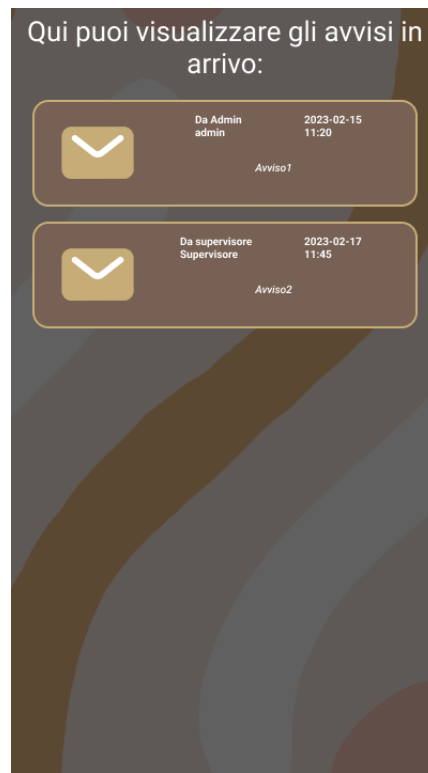 Qui puoi visualizzare gli avvisi in
arrivo:
Da Admin
admin
2023-02-15
11:20
Avviso1
Da supervisore
Supervisore
2023-02-17
11:45
Avviso2